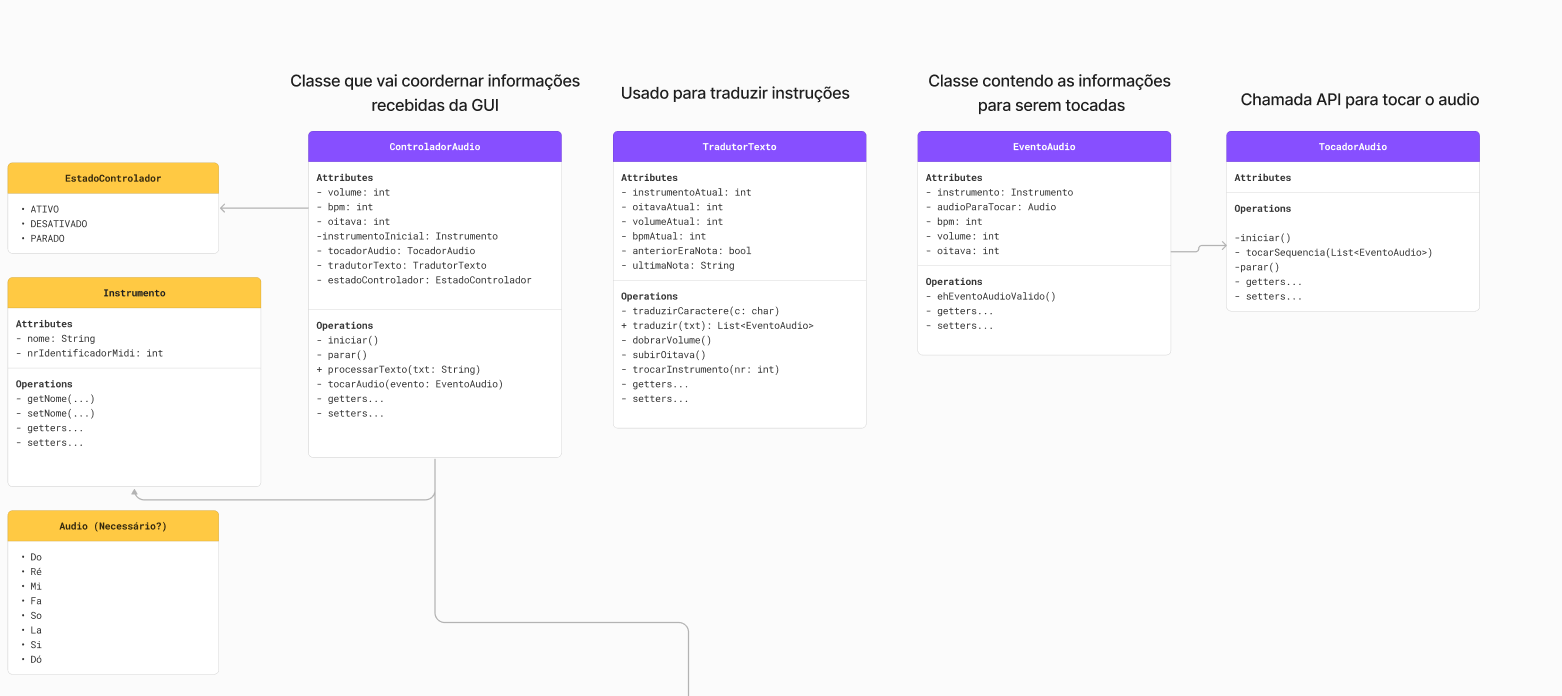 Classe que vai coordernar informações
recebidas da GUI
Usado para traduzir instruções
Classe contendo as informações
para serem tocadas
Chamada API para tocar o audio
EstadoControlador
• ATIVO
• DESATIVADO
• PARADO
Instrumento
Attributes
- nome: String
- nrIdentificadorMidi: int
Operations
- getNome(...)
- setNome(...)
- getters...
- setters...
Audio (Necessário?)
• Do
• Ré
• Mi
• Fa
• So
• La
• Si
• Dó
ControladorAudio
Attributes
- volume: int
- bpm: int
- oitava: int
-instrumentoInicial: Instrumento
- tocadorAudio: TocadorAudio
- tradutorTexto: TradutorTexto
- estadoControlador: EstadoControlador
Operations
- iniciar()
- parar()
+ processarTexto(txt: String)
- tocarAudio(evento: EventoAudio)
- getters...
- setters...
TradutorTexto
Attributes
- instrumentoAtual: int
- oitavaAtual: int
- volumeAtual: int
- bpmAtual: int
- anteriorEraNota: bool
- ultimaNota: String
Operations
- traduzirCaractere(c: char)
+ traduzir(txt): List<EventoAudio>
- dobrarVolume()
- subirOitava()
- trocarInstrumento(nr: int)
- getters...
- setters...
EventoAudio
Attributes
- instrumento: Instrumento
- audioParaTocar: Audio
- bpm: int
- volume: int
- oitava: int
Operations
- ehEventoAudioValido()
- getters...
- setters...
TocadorAudio
Attributes
Operations
-iniciar()
- tocarSequencia(List<EventoAudio>)
-parar()
- getters...
- setters...